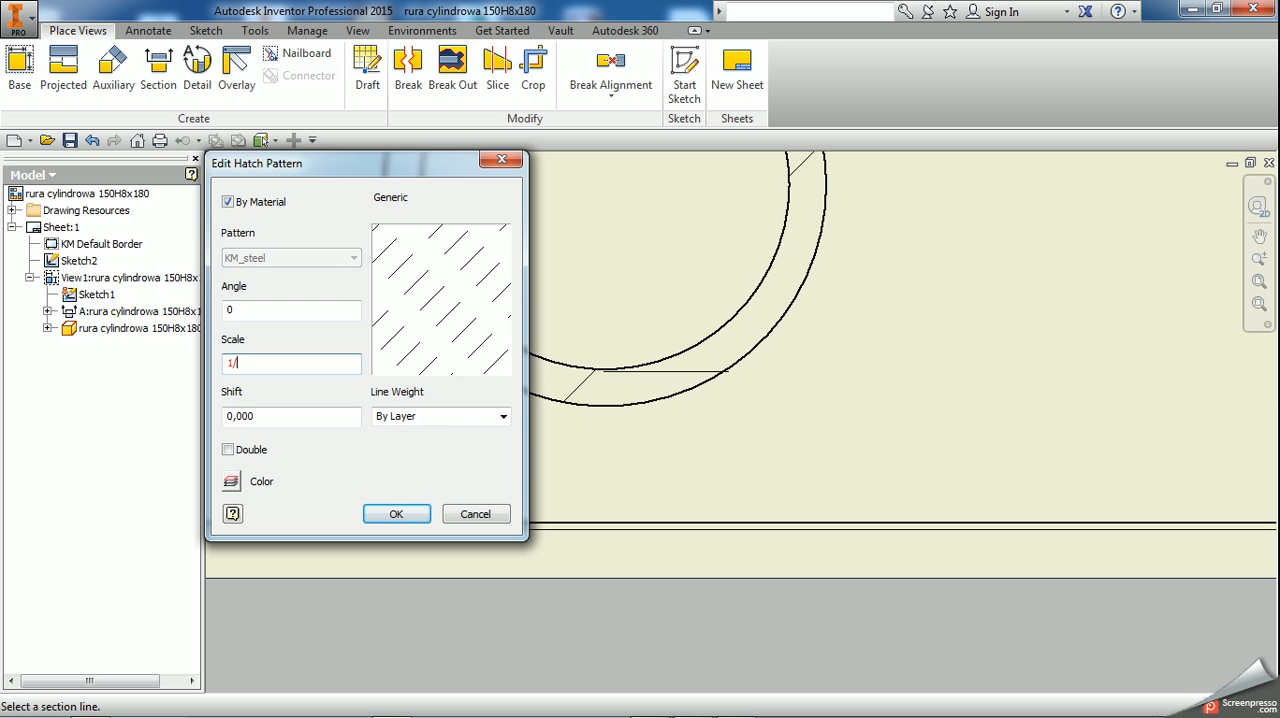 Autodesk Inventor Professional 2015 rura cylindrowa 150H8x180
Sign In
PRO
Place Views Annotate Sketch Tools Manage View Environments Get Started Vault Autodesk 360
Nailboard
Connector
Base Projected Auxiliary Section Detail Overlay Draft Break Break Out Slice Crop Break Alignment Start Sketch New Sheet
Create Modify Sketch Sheets
Model
Edit Hatch Pattern
rura cylindrowa 150H8x180
Drawing Resources
Sheet:1
KM Default Border
Sketch2
View1:rura cylindrowa 150H8x
Sketch1
A:rura cylindrowa 150H8x1
rura cylindrowa 150H8x180
By Material
Generic
Pattern
KM_steel
Angle
0
Scale
1/
Shift
Line Weight
0,000
By Layer
Double
Color
OK Cancel
2D
Select a section line.
Screenpresso
.com